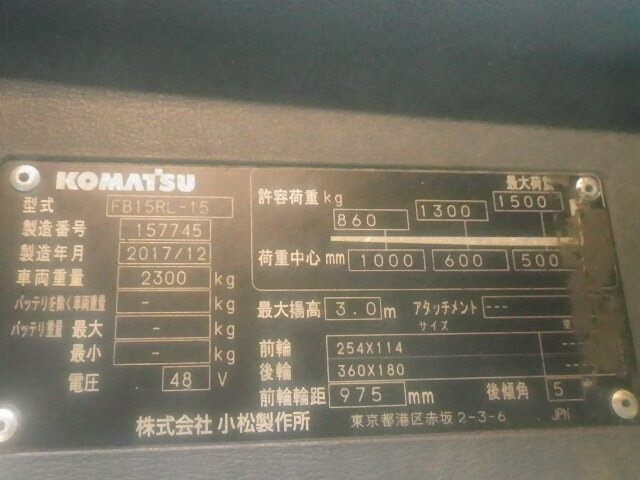 KOMATSU
型式 FB15RL-15
製造番号 157745
製造年月 2017/12
車両重量 2300 kg
バッテリを除く車両重量 - kg
バッテリ重量 最大 - kg
最小 - kg
電圧 48 V
許容荷重 kg 860 1300 1500
最大荷重
荷重中心 mm 1000 600 500
最大揚高 3.0 m アタッチメント ---
サイズ
前輪 254X114
後輪 360X180
前輪輪距 975 mm 後傾角 5
株式会社 小松製作所 東京都港区赤坂 2-3-6 JPN